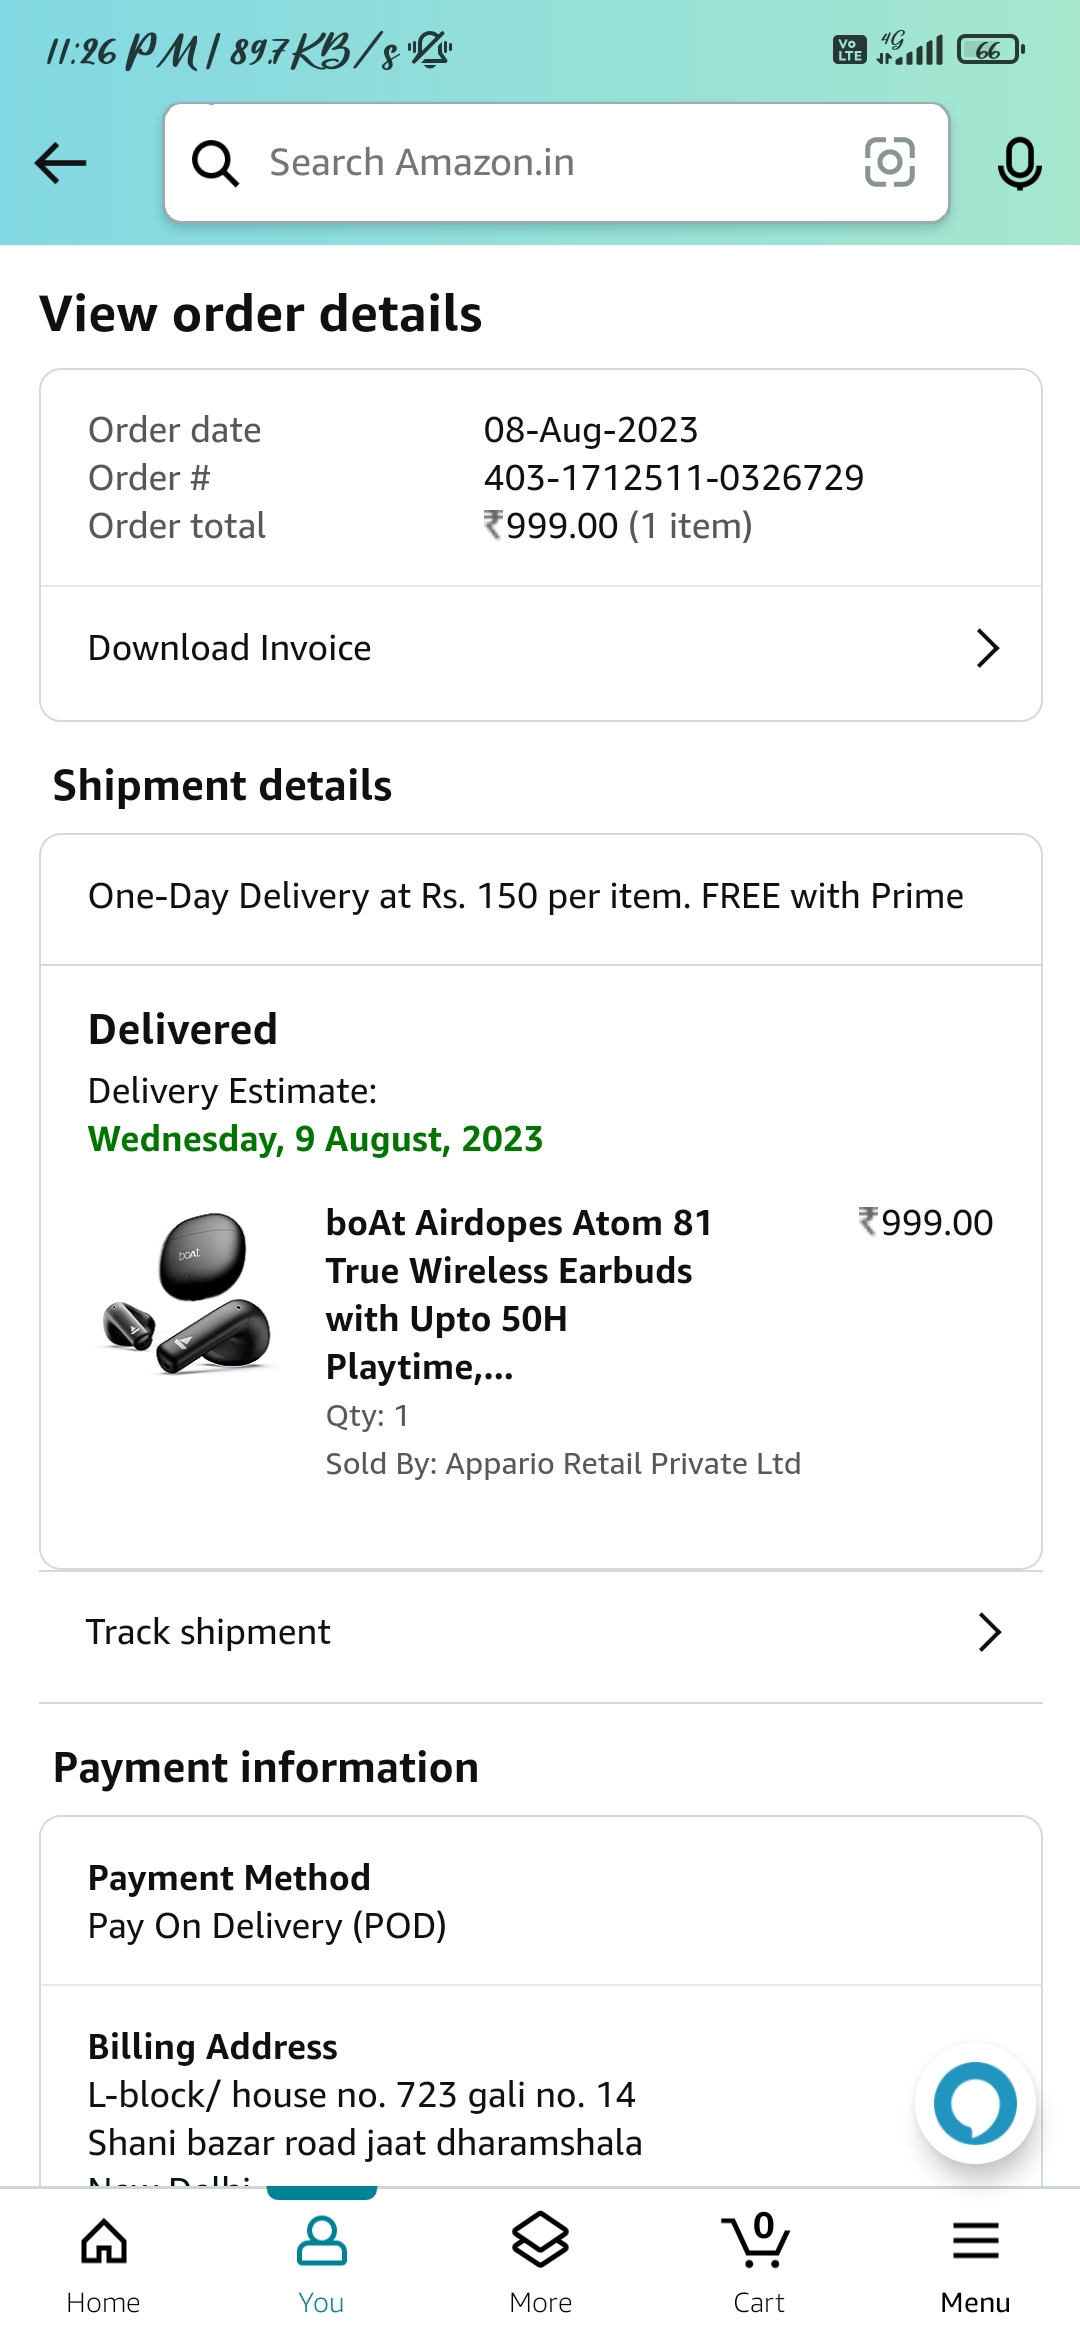 11:26 PM | 89.7KB/s
Vo LTE 4G 66
Search Amazon.in
View order details
Order date 08-Aug-2023
Order # 403-1712511-0326729
Order total ₹999.00 (1 item)
Download Invoice
Shipment details
One-Day Delivery at Rs. 150 per item. FREE with Prime
Delivered
Delivery Estimate:
Wednesday, 9 August, 2023
boAt
boAt Airdopes Atom 81 ₹999.00
True Wireless Earbuds
with Upto 50H
Playtime,...
Qty: 1
Sold By: Appario Retail Private Ltd
Track shipment
Payment information
Payment Method
Pay On Delivery (POD)
Billing Address
L-block/ house no. 723 gali no. 14
Shani bazar road jaat dharamshala
New Delhi
0
Home You More Cart Menu